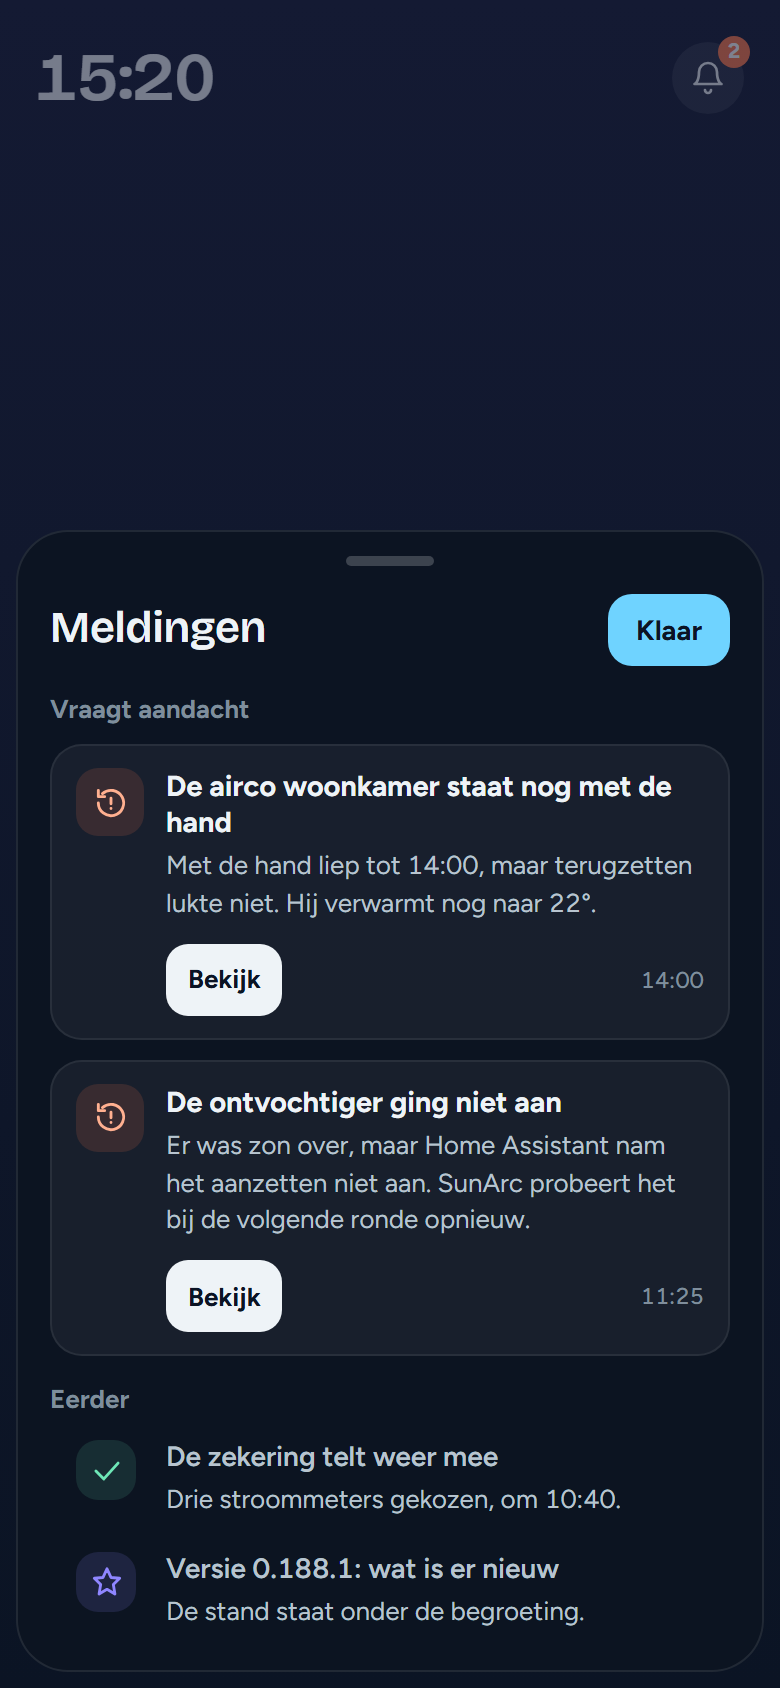 15:20
2
Meldingen
Klaar
Vraagt aandacht
De airco woonkamer staat nog met de
hand
Met de hand liep tot 14:00, maar terugzetten
lukte niet. Hij verwarmt nog naar 22°.
Bekijk
14:00
De ontvochtiger ging niet aan
Er was zon over, maar Home Assistant nam
het aanzetten niet aan. SunArc probeert het
bij de volgende ronde opnieuw.
Bekijk
11:25
Eerder
De zekering telt weer mee
Drie stroommeters gekozen, om 10:40.
Versie 0.188.1: wat is er nieuw
De stand staat onder de begroeting.